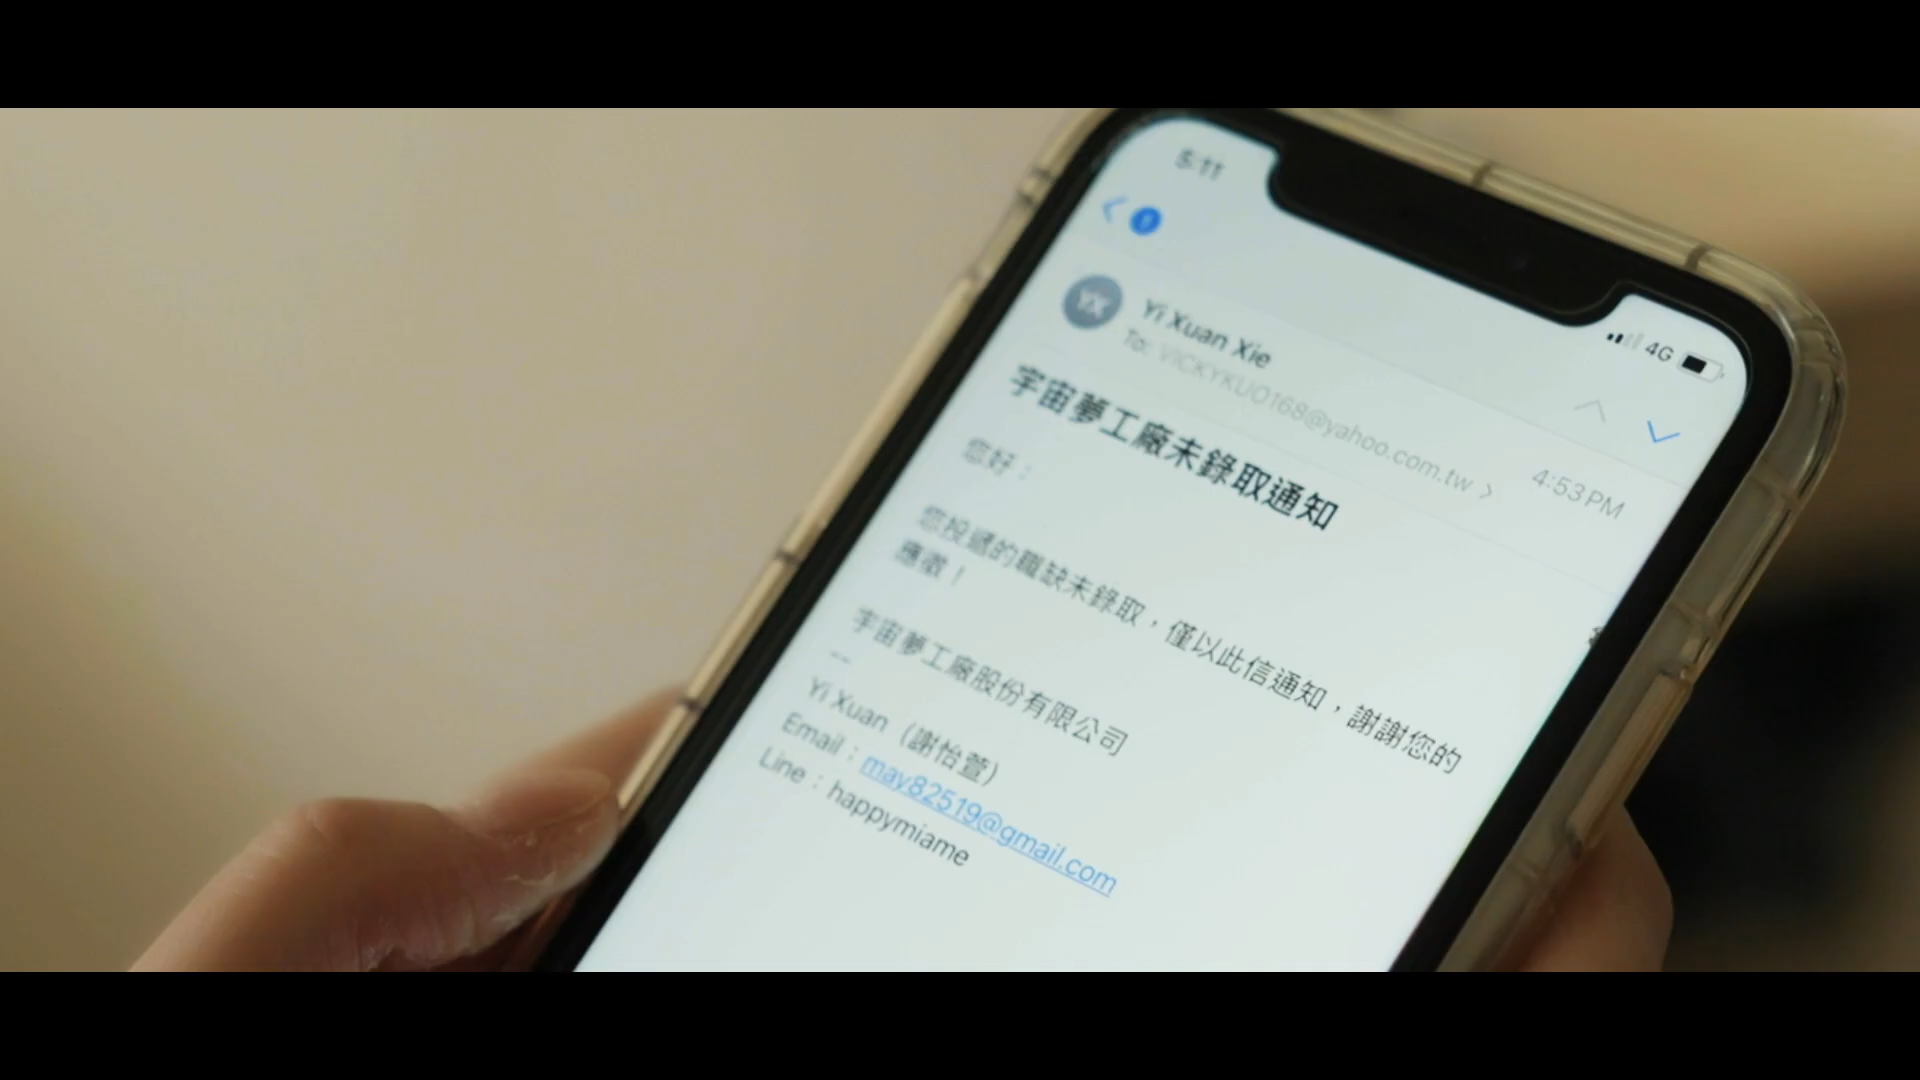 5:11
4G
YX
Yi Xuan Xie
To: VICKYKUO168@yahoo.com.tw
4:53 PM
宇宙夢工廠未錄取通知
您好：
您投遞的職缺未錄取，僅以此信通知，謝謝您的
應徵！
宇宙夢工廠股份有限公司
--
Yi Xuan（謝怡萱）
Email：may82519@gmail.com
Line：happymiame